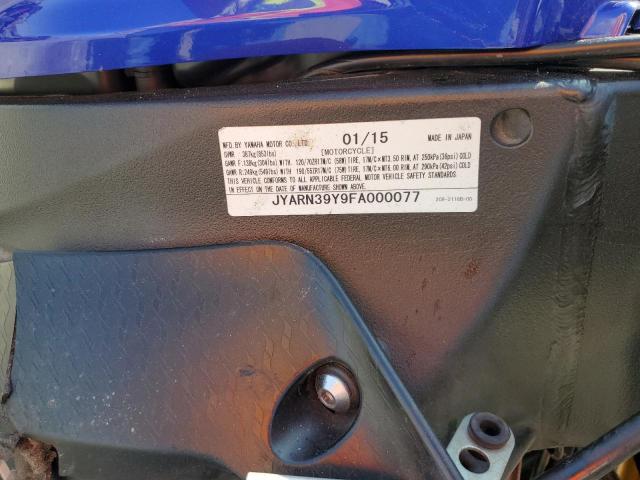 MFD.BY YAMAHA MOTOR CO.,LTD. 01/15 MADE IN JAPAN
GVWR : 387kg(853lbs) [MOTORCYCLE]
GAWR F:138kg(304lbs)WITH. 120/70ZR17M/C (58W)TIRE, 17M/C×MT3.50 RIM, AT 250kPa(36psi)COLD
GAWR R:249kg(549lbs)WITH 190/55ZR17M/C (75W)TIRE, 17M/C×MT6.00 RIM, AT 290kPa(42psi)COLD
THIS VEHICLE CONFORMS TO ALL APPLICABLE FEDERAL MOTOR VEHICLE SAFETY STANDARDS
IN EFFECT ON THE DATE OF MANUFACTURE SHOWN ABOVE.
JYARN39Y9FA000077